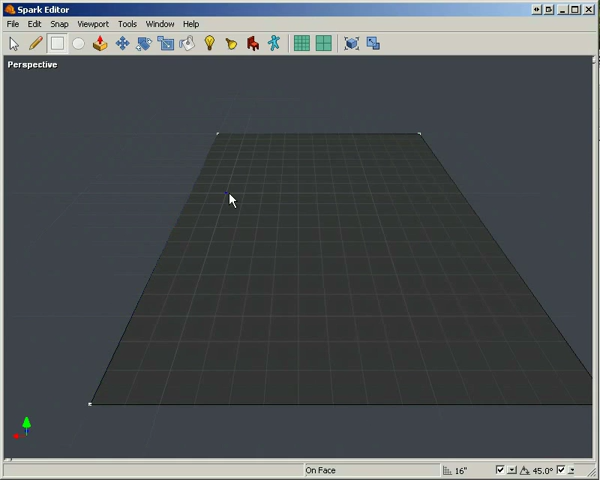 Spark Editor
File Edit Snap Viewport Tools Window Help
Perspective
On Face 16" 45.0°